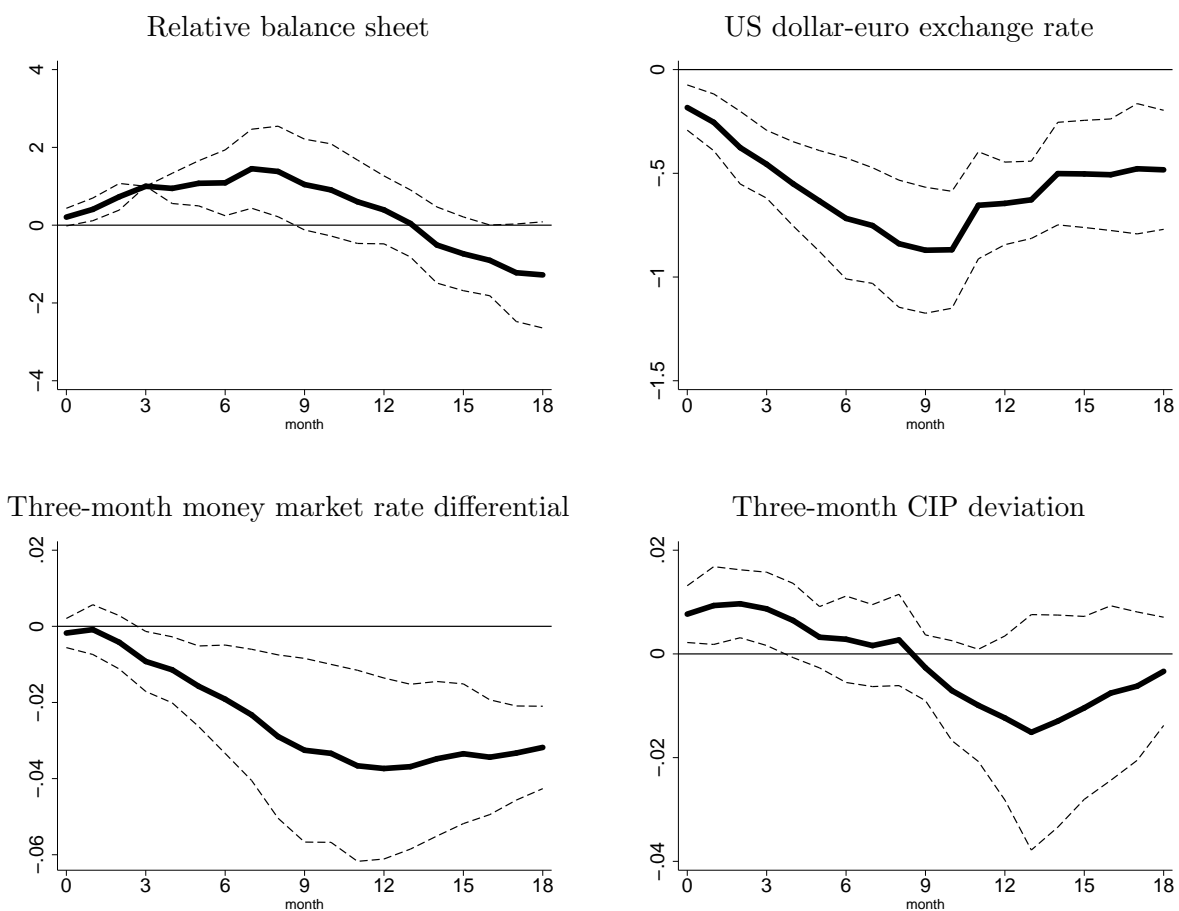 Relative balance sheet
4
2
0
−2
−4
0 3 6 9 12 15 18
month
US dollar-euro exchange rate
0
−.5
−1
−1.5
0 3 6 9 12 15 18
month
Three-month money market rate differential
.02
0
−.02
−.04
−.06
0 3 6 9 12 15 18
month
Three-month CIP deviation
.02
0
−.02
−.04
0 3 6 9 12 15 18
month